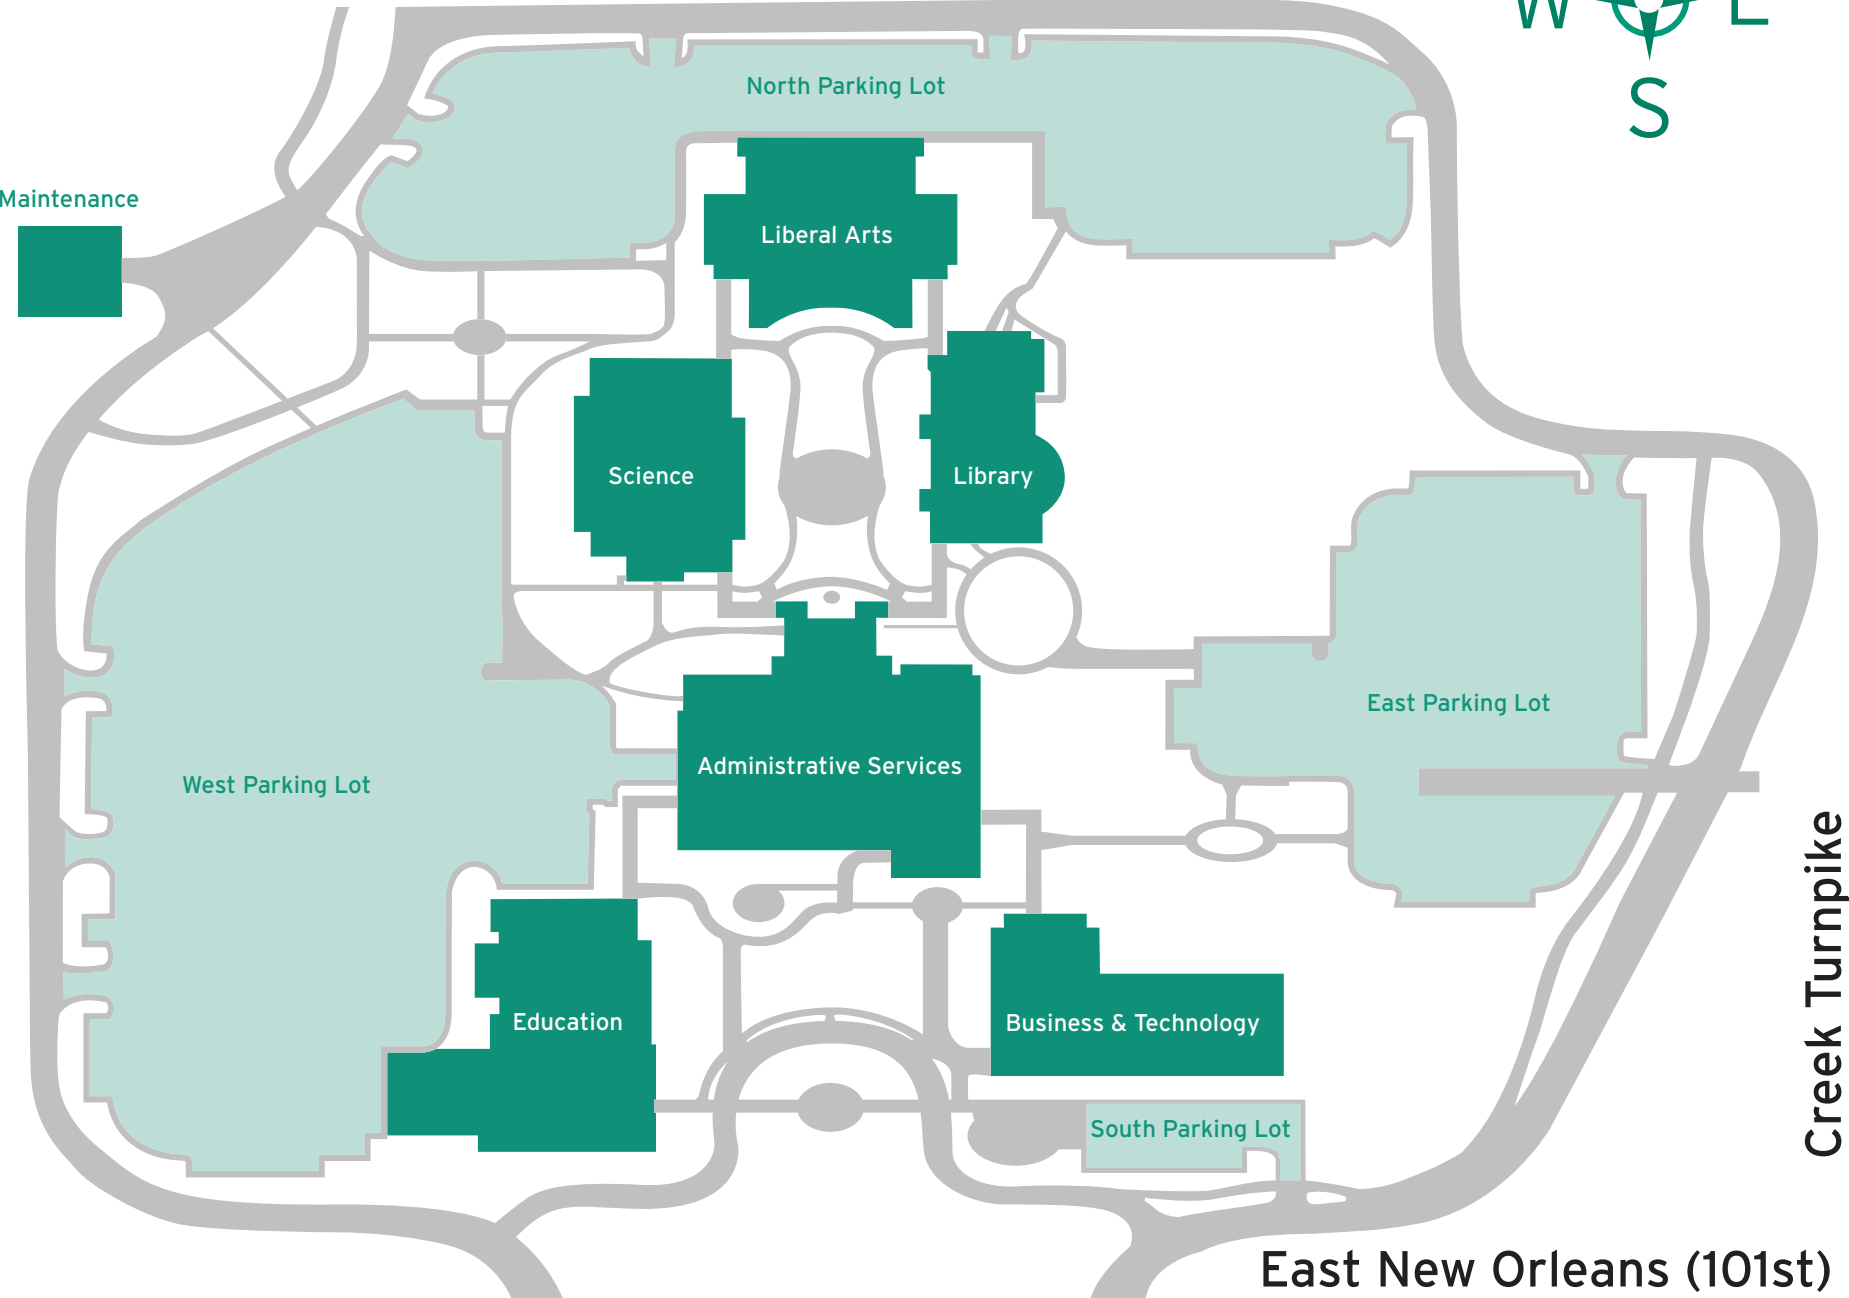 W E
S
North Parking Lot
Maintenance
Liberal Arts
Science
Library
East Parking Lot
Administrative Services
West Parking Lot
Creek Turnpike
Education
Business & Technology
South Parking Lot
East New Orleans (101st)